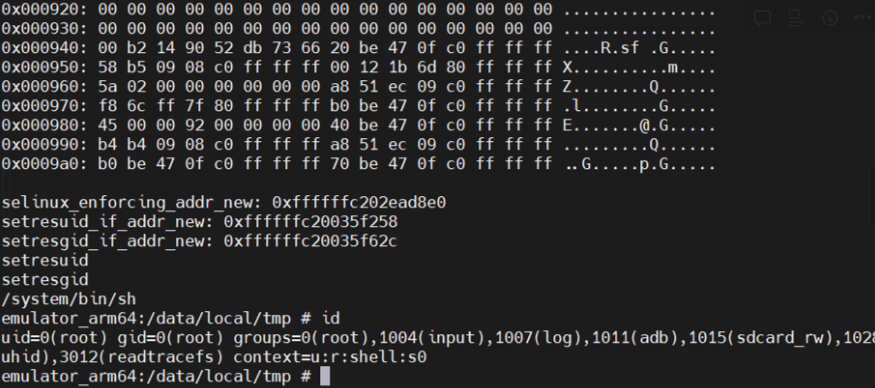 0x000920: 00 00 00 00 00 00 00 00 00 00 00 00 00 00 00 00 ................
0x000930: 00 00 00 00 00 00 00 00 00 00 00 00 00 00 00 00 ................
0x000940: 00 b2 14 90 52 db 73 66 20 be 47 0f c0 ff ff ff ....R.sf .G.....
0x000950: 58 b5 09 08 c0 ff ff ff 00 12 1b 6d 80 ff ff ff X..........m....
0x000960: 5a 02 00 00 00 00 00 00 a8 51 ec 09 c0 ff ff ff Z........Q......
0x000970: f8 6c ff 7f 80 ff ff ff b0 be 47 0f c0 ff ff ff .l........G.....
0x000980: 45 00 00 92 00 00 00 00 40 be 47 0f c0 ff ff ff E.......@.G.....
0x000990: b4 b4 09 08 c0 ff ff ff a8 51 ec 09 c0 ff ff ff .........Q......
0x0009a0: b0 be 47 0f c0 ff ff ff 70 be 47 0f c0 ff ff ff ..G.....p.G.....
selinux_enforcing_addr_new: 0xffffffc202ead8e0
setresuid_if_addr_new: 0xffffffc20035f258
setresgid_if_addr_new: 0xffffffc20035f62c
setresuid
setresgid
/system/bin/sh
emulator_arm64:/data/local/tmp # id
uid=0(root) gid=0(root) groups=0(root),1004(input),1007(log),1011(adb),1015(sdcard_rw),1028
uhid),3012(readtracefs) context=u:r:shell:s0
emulator_arm64:/data/local/tmp #